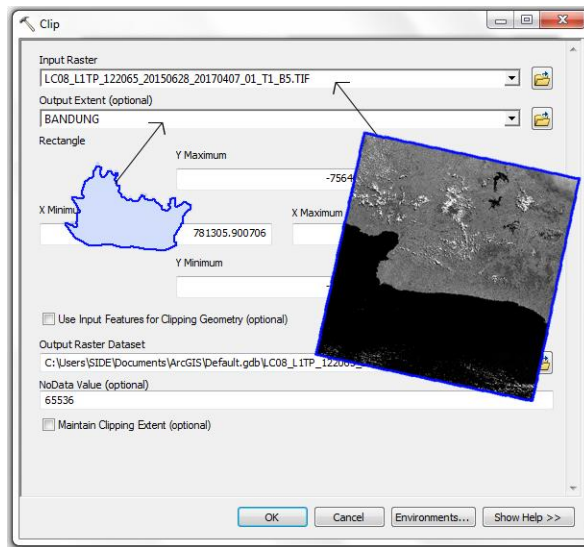 Clip
Input Raster
LC08_L1TP_122065_20150628_20170407_01_T1_B5.TIF
Output Extent (optional)
BANDUNG
Rectangle
Y Maximum
-7564
X Minimu
X Maximum
781305.900706
Y Minimum
Use Input Features for Clipping Geometry (optional)
Output Raster Dataset
C:\Users\SIDE\Documents\ArcGIS\Default.gdb\LC08_L1TP_122065_2
NoData Value (optional)
65536
Maintain Clipping Extent (optional)
OK Cancel Environments... Show Help >>